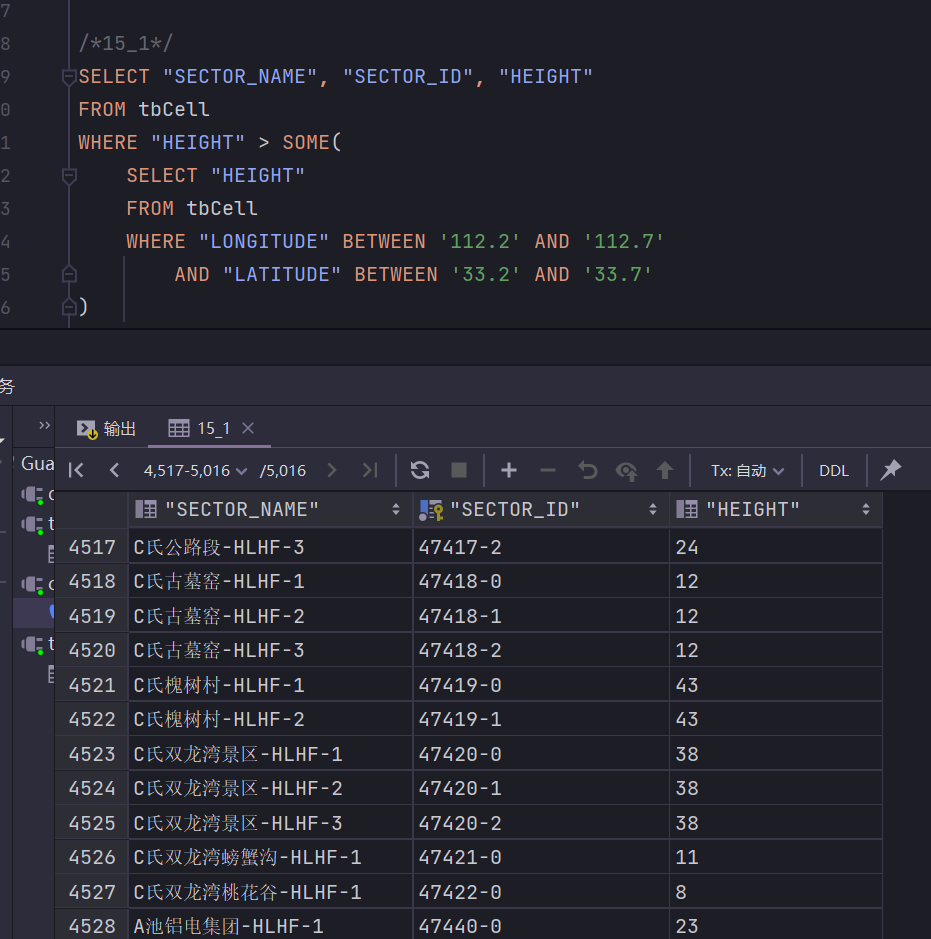 7
8
/*15_1*/
9
SELECT "SECTOR_NAME", "SECTOR_ID", "HEIGHT"
0
FROM tbCell
1
WHERE "HEIGHT" > SOME(
2
SELECT "HEIGHT"
3
FROM tbCell
4
WHERE "LONGITUDE" BETWEEN '112.2' AND '112.7'
5
AND "LATITUDE" BETWEEN '33.2' AND '33.7'
6
)
务
输出
15_1
Gua
4,517-5,016
/5,016
Tx: 自动
DDL
"SECTOR_NAME" "SECTOR_ID" "HEIGHT"
4517 C氏公路段-HLHF-3 47417-2 24
4518 C氏古墓窑-HLHF-1 47418-0 12
4519 C氏古墓窑-HLHF-2 47418-1 12
4520 C氏古墓窑-HLHF-3 47418-2 12
4521 C氏槐树村-HLHF-1 47419-0 43
4522 C氏槐树村-HLHF-2 47419-1 43
4523 C氏双龙湾景区-HLHF-1 47420-0 38
4524 C氏双龙湾景区-HLHF-2 47420-1 38
4525 C氏双龙湾景区-HLHF-3 47420-2 38
4526 C氏双龙湾螃蟹沟-HLHF-1 47421-0 11
4527 C氏双龙湾桃花谷-HLHF-1 47422-0 8
4528 A池铝电集团-HLHF-1 47440-0 23